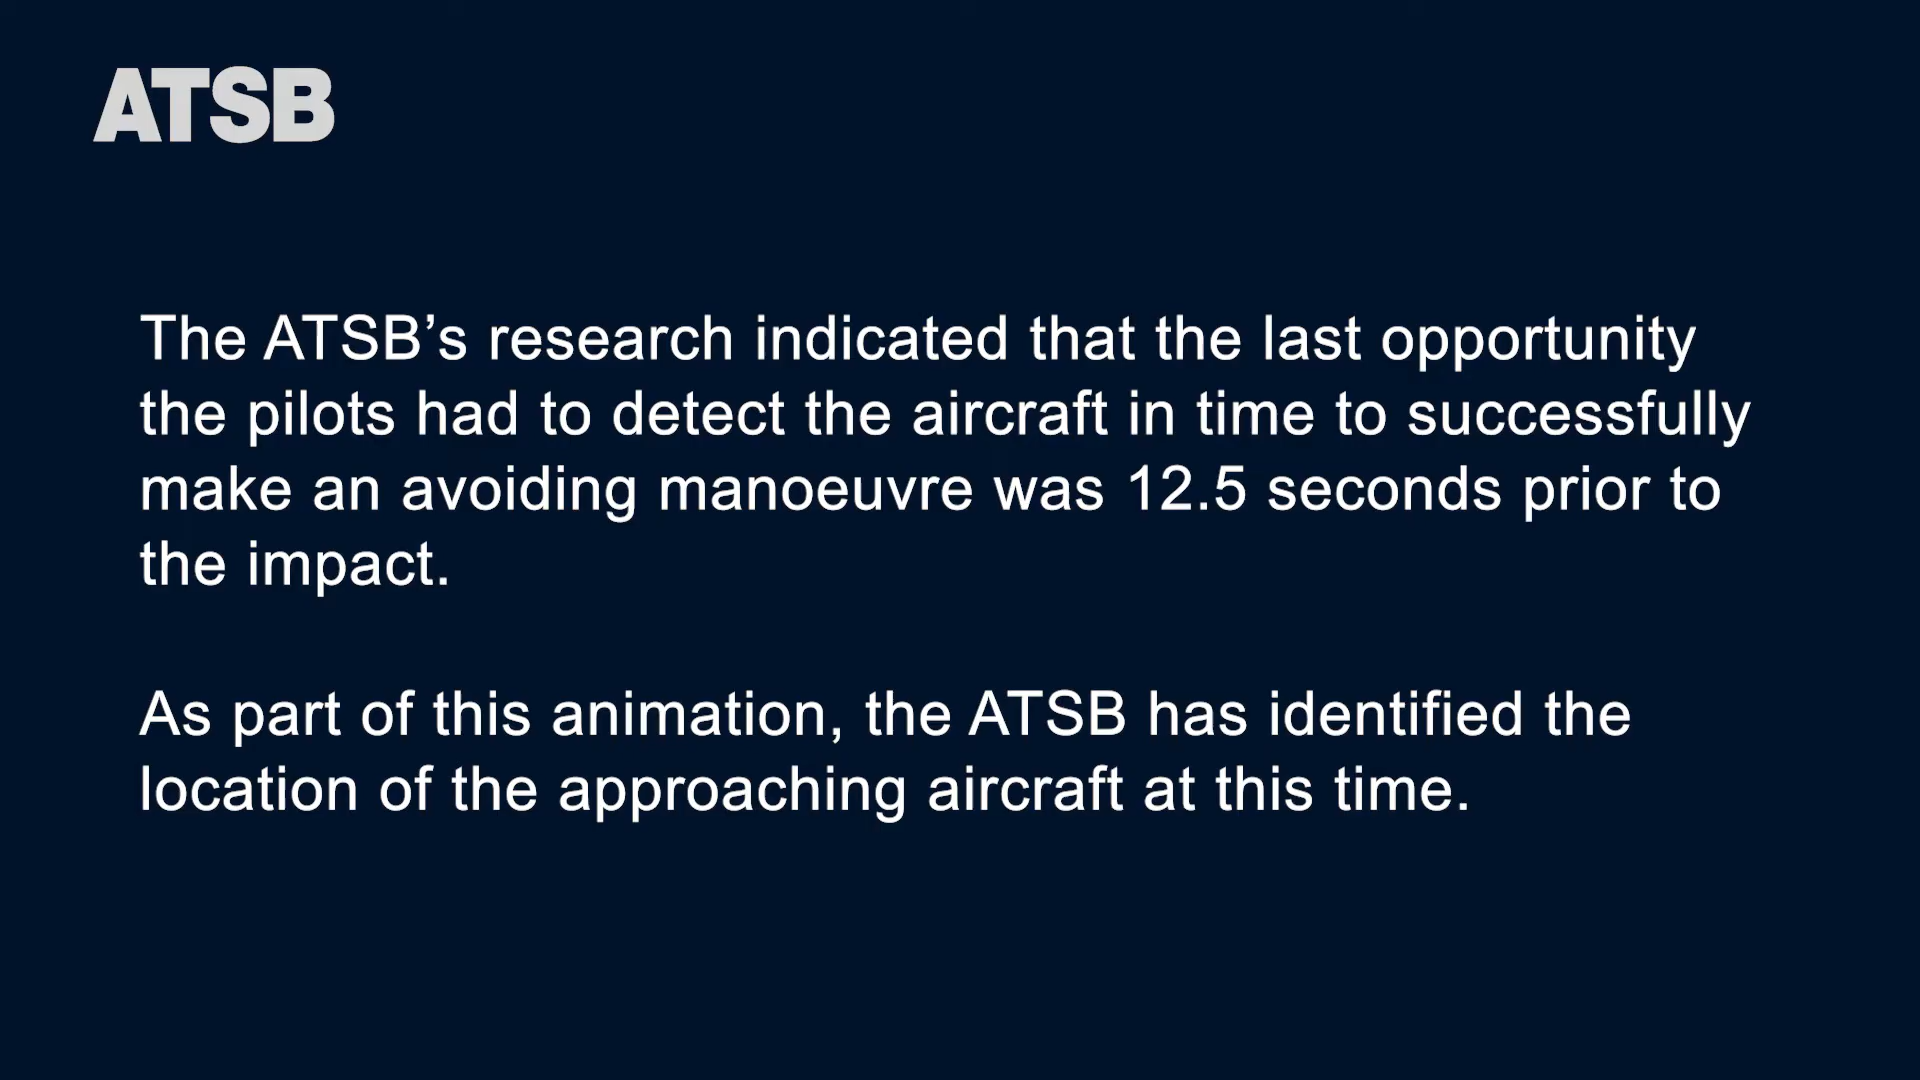 ATSB
The ATSB’s research indicated that the last opportunity
the pilots had to detect the aircraft in time to successfully
make an avoiding manoeuvre was 12.5 seconds prior to
the impact.
As part of this animation, the ATSB has identified the
location of the approaching aircraft at this time.